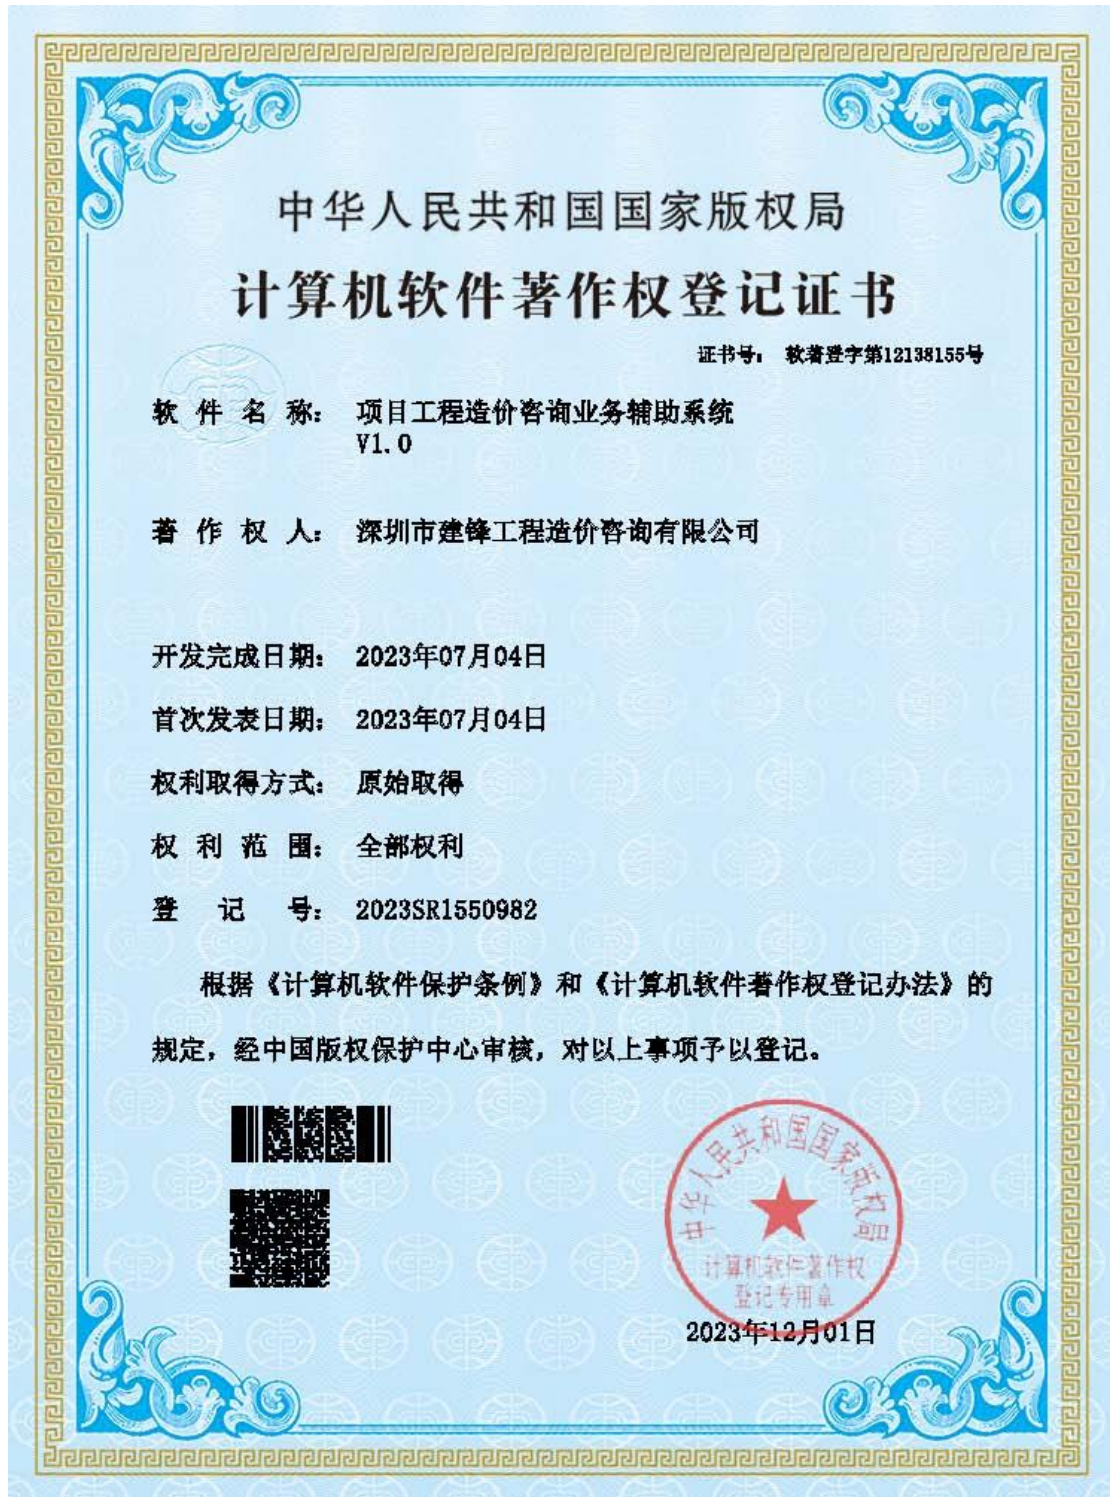 中华人民共和国国家版权局
计算机软件著作权登记证书
证书号： 软著登字第12138155号
软件名称： 项目工程造价咨询业务辅助系统
V1.0
著作权人： 深圳市建锋工程造价咨询有限公司
开发完成日期： 2023年07月04日
首次发表日期： 2023年07月04日
权利取得方式： 原始取得
权利范围： 全部权利
登记号： 2023SR1550982
根据《计算机软件保护条例》和《计算机软件著作权登记办法》的
规定，经中国版权保护中心审核，对以上事项予以登记。
中华人民共和国国家版权局
计算机软件著作权
登记专用章
2023年12月01日